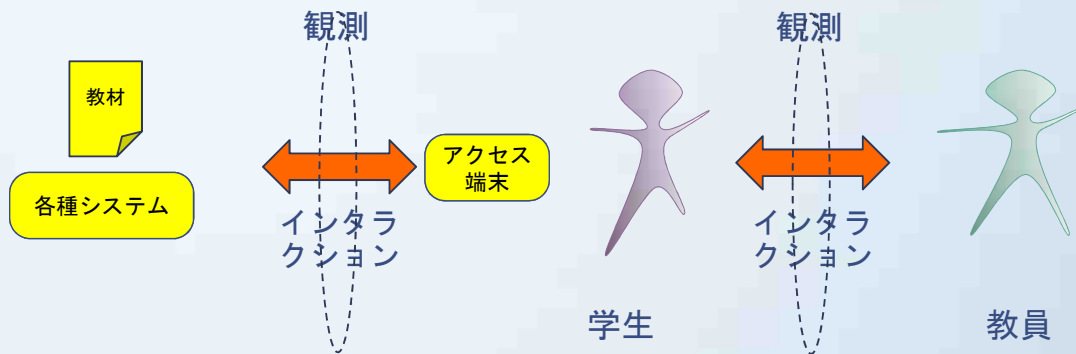 観測
観測
教材
アクセス
端末
各種システム
インタラ
クション
インタラ
クション
学生
教員